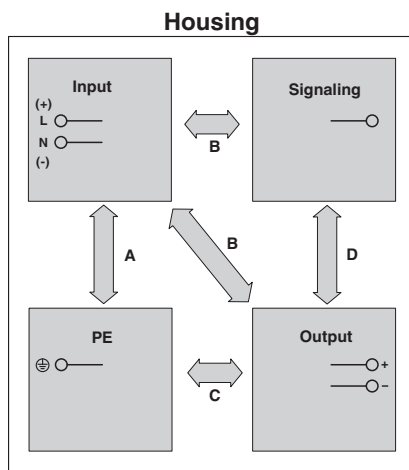 Housing
Input
(+)
L
N
(-)
Signaling
B
A
B
D
PE
C
Output
+
–